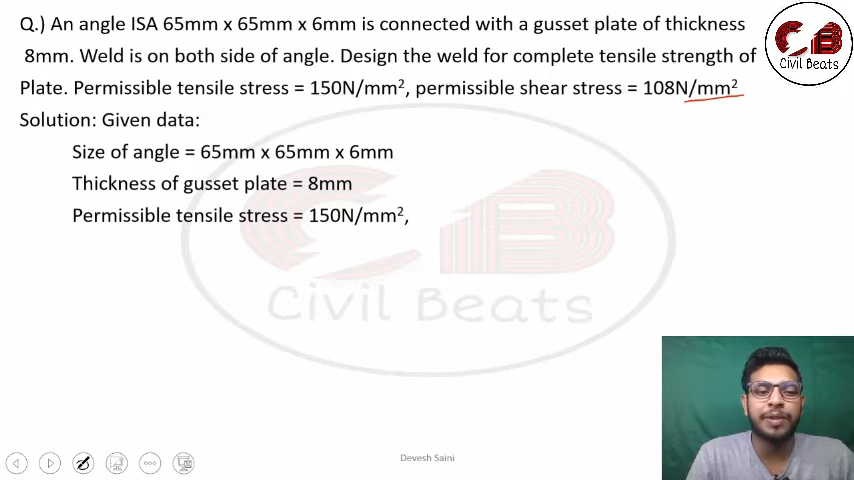 Q.) An angle ISA 65mm x 65mm x 6mm is connected with a gusset plate of thickness
8mm. Weld is on both side of angle. Design the weld for complete tensile strength of
Plate. Permissible tensile stress = 150N/mm², permissible shear stress = 108N/mm²
Solution: Given data:
Size of angle = 65mm x 65mm x 6mm
Thickness of gusset plate = 8mm
Permissible tensile stress = 150N/mm²,
Civil Beats
Civil Beats
Devesh Saini